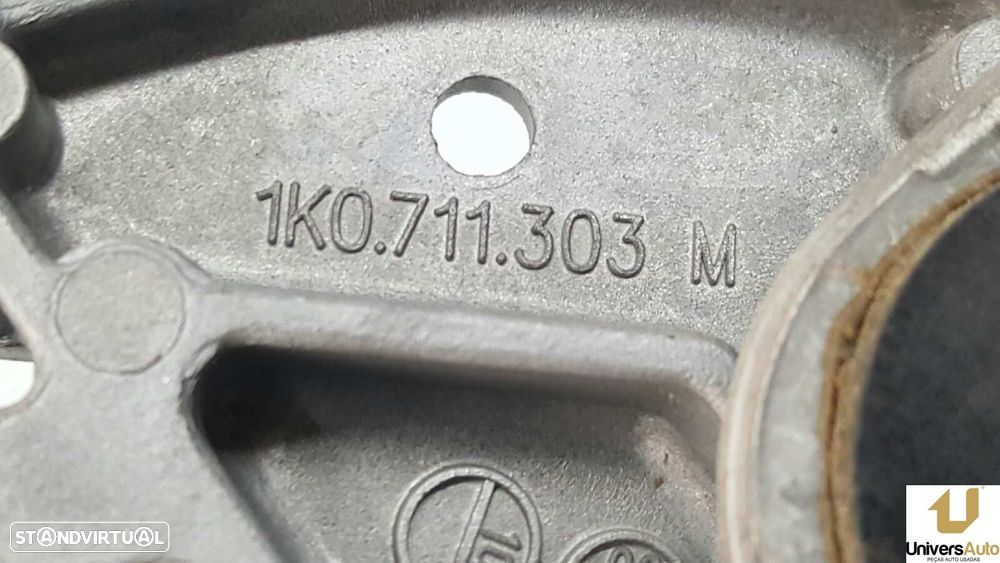 1K0.711.303 M
STANDVIRTUAL
UniversAuto
PEÇAS AUTO USADAS